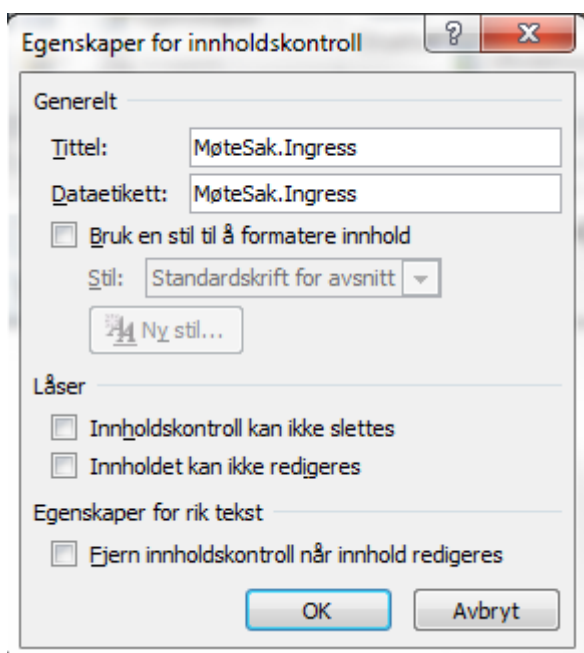 Egenskaper for innholdskontroll
Generelt
Tittel: MøteSak.Ingress
Dataetikett: MøteSak.Ingress
Bruk en stil til å formatere innhold
Stil: Standardskrift for avsnitt
Ny stil...
Låser
Innholdskontroll kan ikke slettes
Innholdet kan ikke redigeres
Egenskaper for rik tekst
Fjern innholdskontroll når innhold redigeres
OK Avbryt